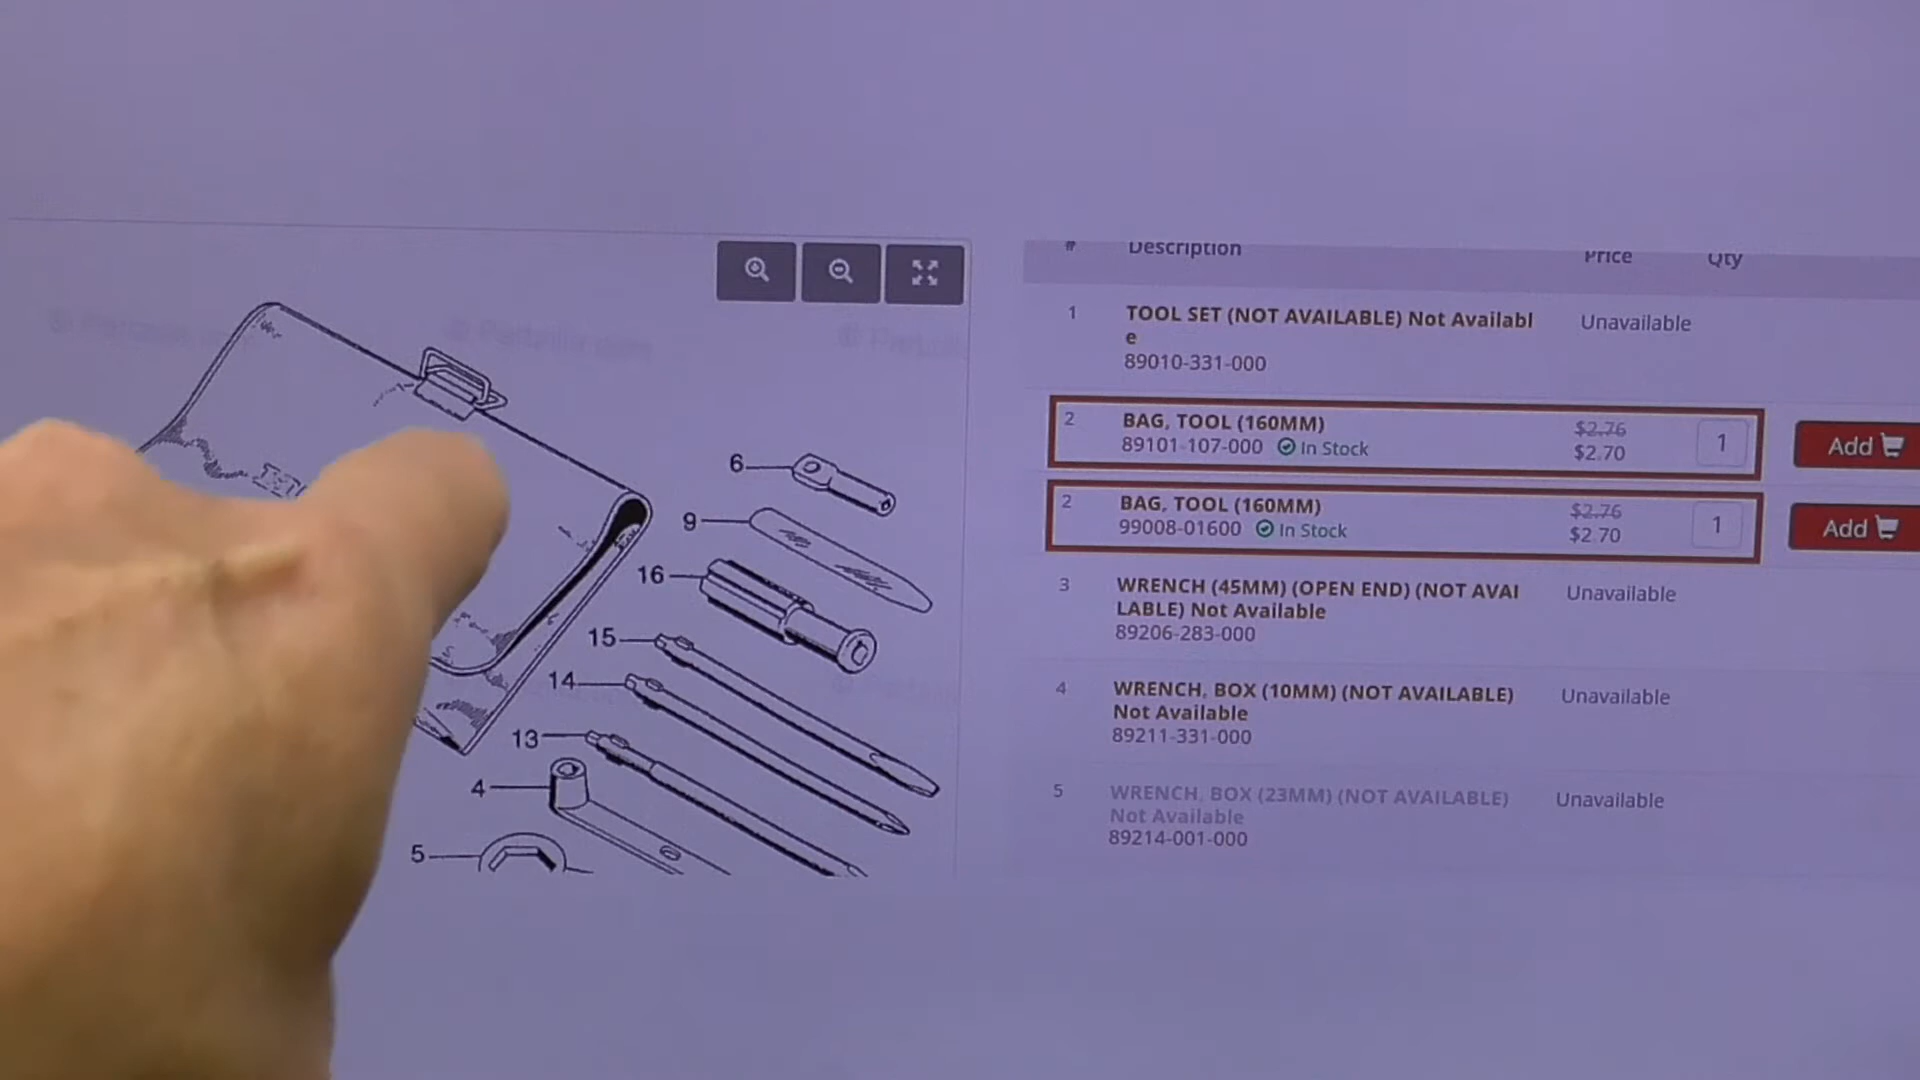 # Description Price Qty
1 TOOL SET (NOT AVAILABLE) Not Availabl Unavailable
e
89010-331-000
2 BAG, TOOL (160MM) $2.76 1 Add
89101-107-000 In Stock $2.70
2 BAG, TOOL (160MM) $2.76 1 Add
99008-01600 In Stock $2.70
3 WRENCH (45MM) (OPEN END) (NOT AVAI Unavailable
LABLE) Not Available
89206-283-000
4 WRENCH, BOX (10MM) (NOT AVAILABLE) Unavailable
Not Available
89211-331-000
5 WRENCH, BOX (23MM) (NOT AVAILABLE) Unavailable
Not Available
89214-001-000
6
9
16
15
14
13
4
5